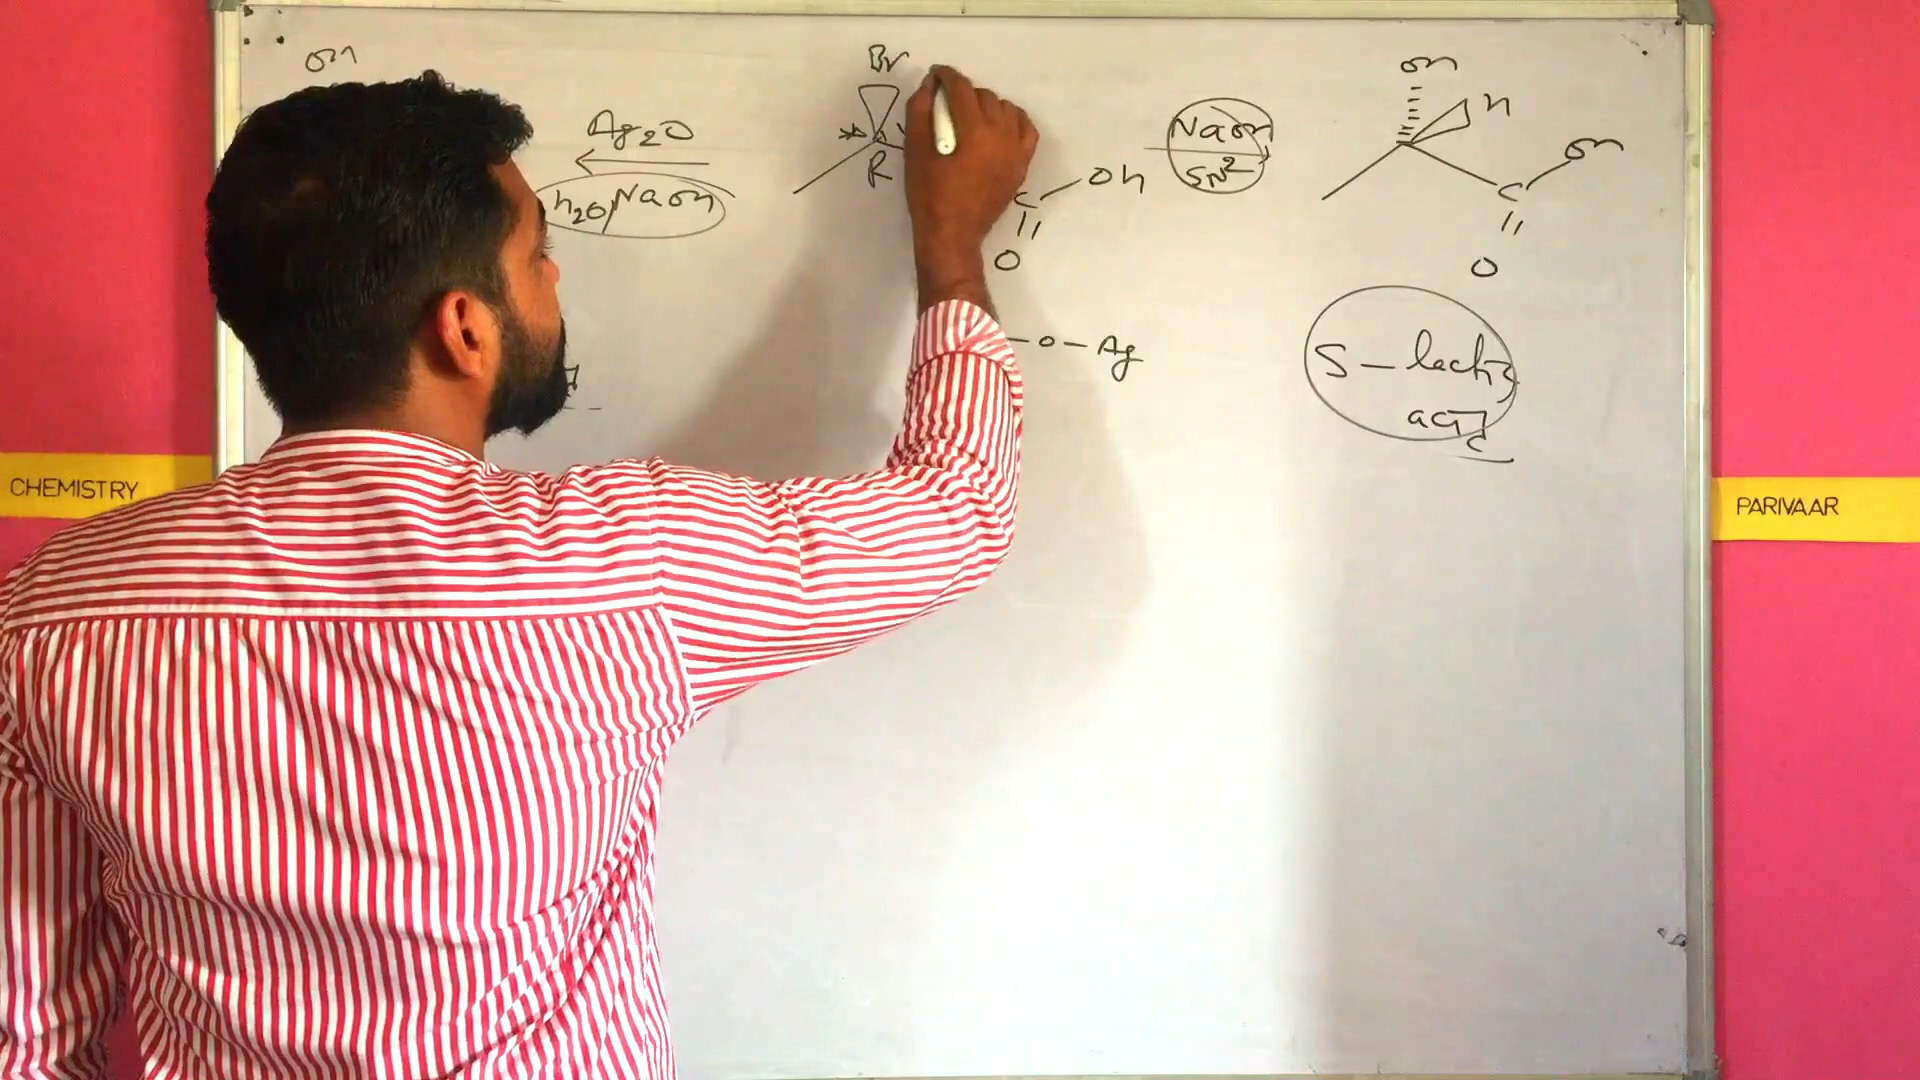 OH
Br
OH
Ag2O
NaOH
H
H2O, NaOH
R
C
OH
SN2
C
OH
O
O
-O-Ag
S-lactic
acid
CHEMISTRY
PARIVAAR